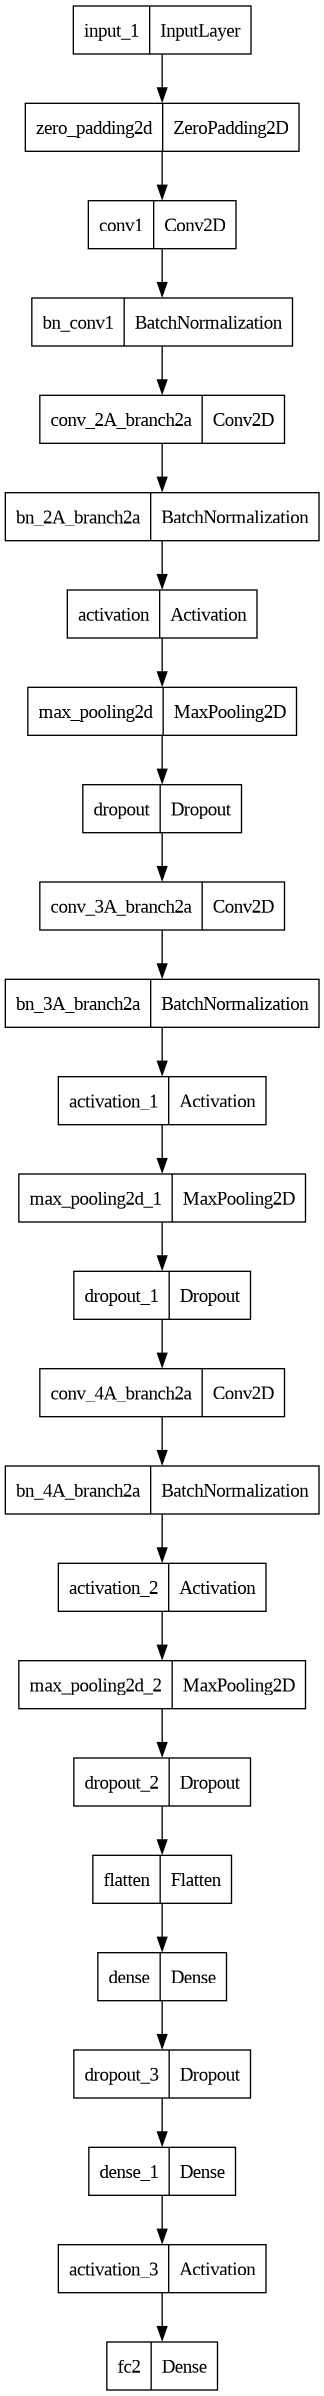 input_1 InputLayer
zero_padding2d ZeroPadding2D
conv1 Conv2D
bn_conv1 BatchNormalization
conv_2A_branch2a Conv2D
bn_2A_branch2a BatchNormalization
activation Activation
max_pooling2d MaxPooling2D
dropout Dropout
conv_3A_branch2a Conv2D
bn_3A_branch2a BatchNormalization
activation_1 Activation
max_pooling2d_1 MaxPooling2D
dropout_1 Dropout
conv_4A_branch2a Conv2D
bn_4A_branch2a BatchNormalization
activation_2 Activation
max_pooling2d_2 MaxPooling2D
dropout_2 Dropout
flatten Flatten
dense Dense
dropout_3 Dropout
dense_1 Dense
activation_3 Activation
fc2 Dense